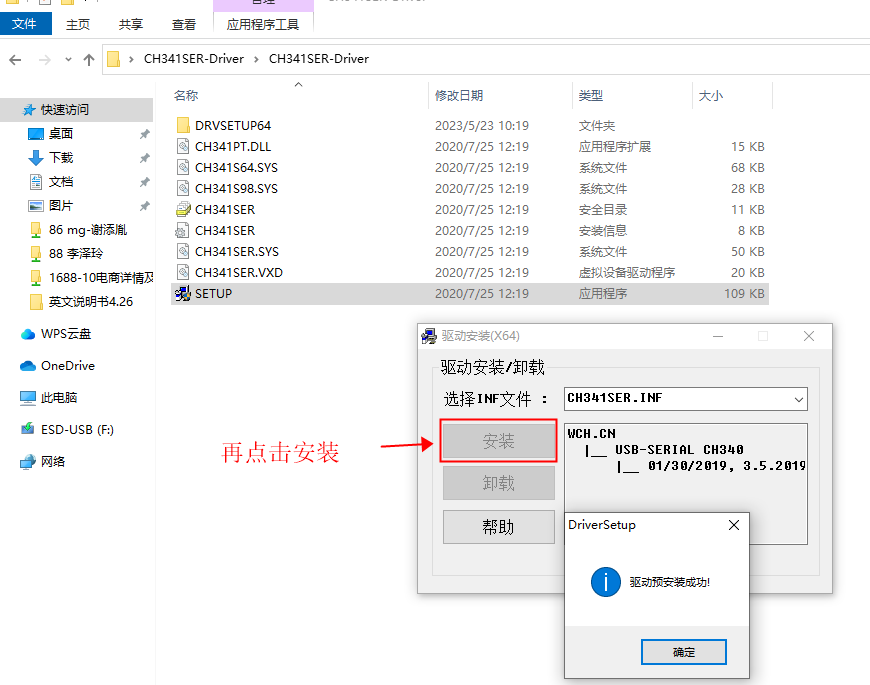 管理
CH341SER-Driver
文件 主页 共享 查看 应用程序工具
CH341SER-Driver › CH341SER-Driver
名称 修改日期 类型 大小
快速访问
桌面
下载
文档
图片
86 mg-谢添胤
88 李泽玲
1688-10电商详情及
英文说明书4.26
WPS云盘
OneDrive
此电脑
ESD-USB (F:)
网络
DRVSETUP64 2023/5/23 10:19 文件夹
CH341PT.DLL 2020/7/25 12:19 应用程序扩展 15 KB
CH341S64.SYS 2020/7/25 12:19 系统文件 68 KB
CH341S98.SYS 2020/7/25 12:19 系统文件 28 KB
CH341SER 2020/7/25 12:19 安全目录 11 KB
CH341SER 2020/7/25 12:19 安装信息 8 KB
CH341SER.SYS 2020/7/25 12:19 系统文件 50 KB
CH341SER.VXD 2020/7/25 12:19 虚拟设备驱动程序 20 KB
SETUP 2020/7/25 12:19 应用程序 109 KB
再点击安装
驱动安装(X64)
驱动安装/卸载
选择INF文件 : CH341SER.INF
安装
卸载
帮助
WCH.CN
|__ USB-SERIAL CH340
|__ 01/30/2019, 3.5.2019
DriverSetup
驱动预安装成功!
确定